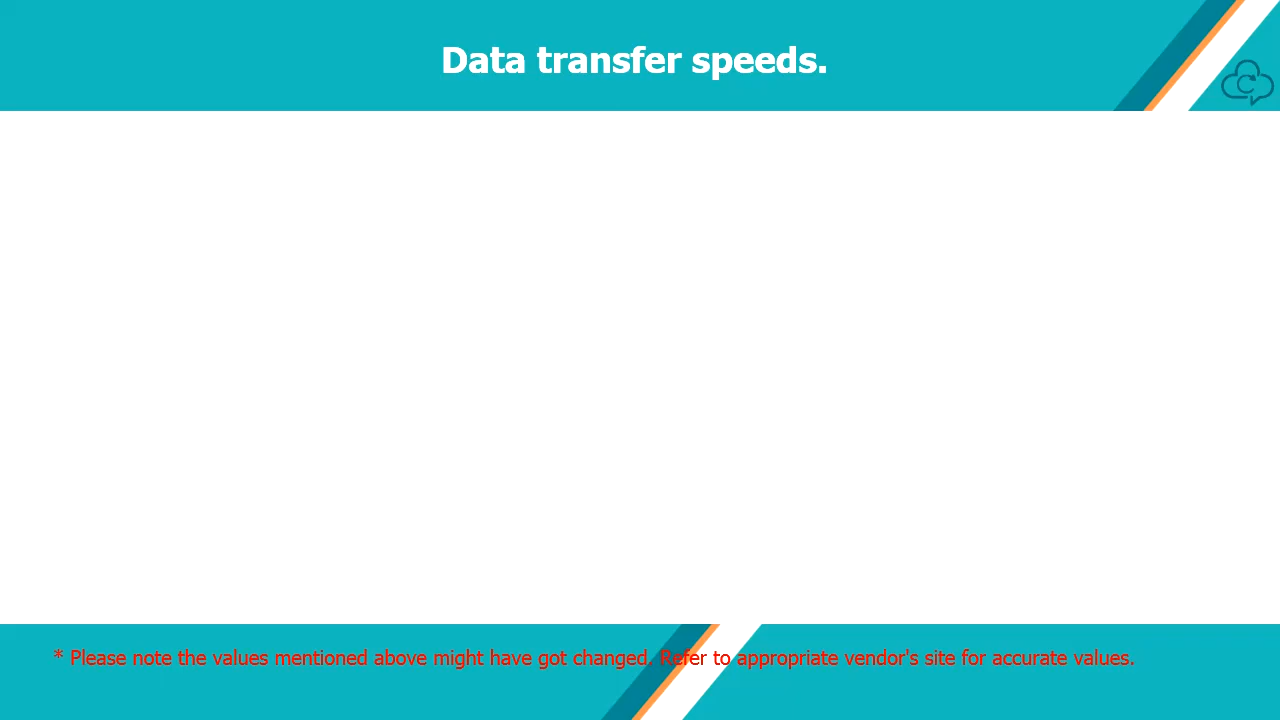 Data transfer speeds.
* Please note the values mentioned above might have got changed. Refer to appropriate vendor's site for accurate values.